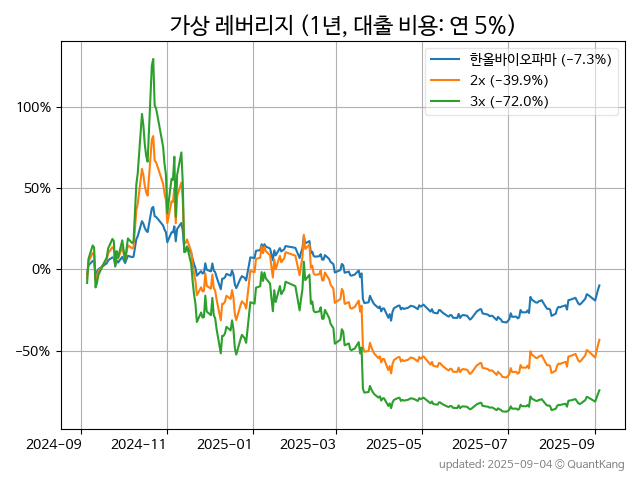 가상 레버리지 (1년, 대출 비용: 연 5%)
한올바이오파마 (−7.3%)
2x (−39.9%)
3x (−72.0%)
100%
50%
0%
−50%
2024-09
2024-11
2025-01
2025-03
2025-05
2025-07
2025-09
updated: 2025-09-04 ⓒ QuantKang